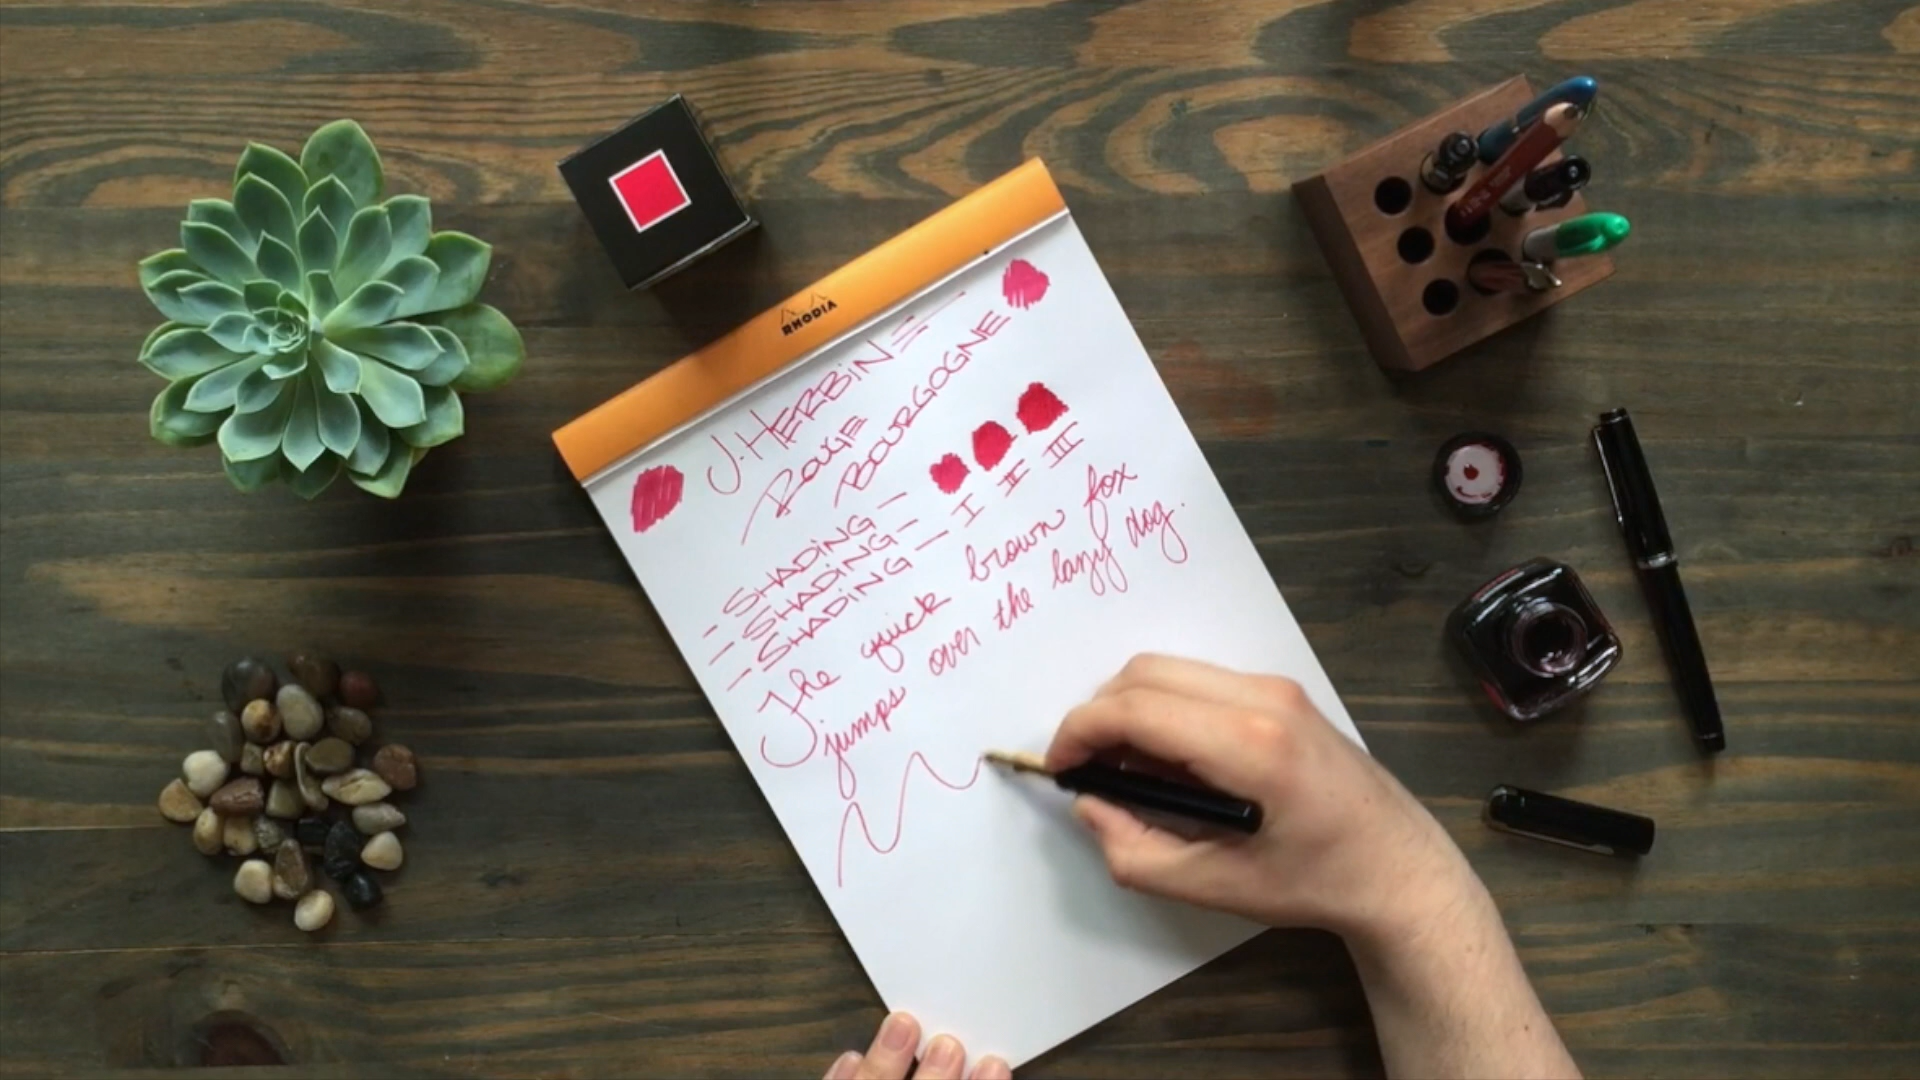 RHODIA
J. HERBIN
ROUGE
BOURGOGNE
I II III
- SHADING -
- SHADING -
- SHADING -
The quick brown fox
jumps over the lazy dog.